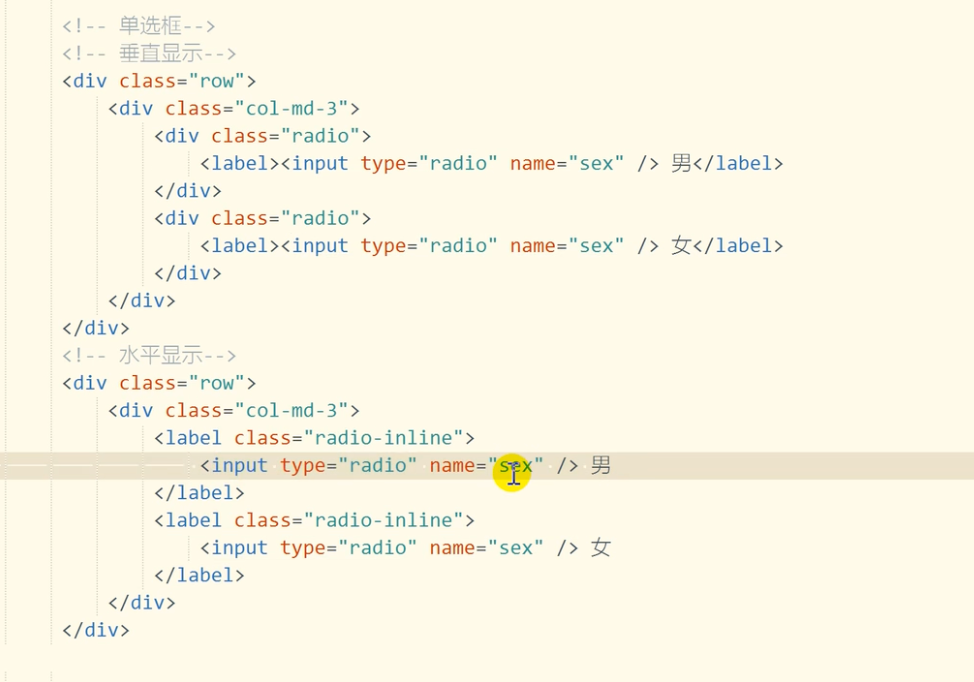 <!-- 单选框-->
<!-- 垂直显示-->
<div class="row">
<div class="col-md-3">
<div class="radio">
<label><input type="radio" name="sex" /> 男</label>
</div>
<div class="radio">
<label><input type="radio" name="sex" /> 女</label>
</div>
</div>
</div>
<!-- 水平显示-->
<div class="row">
<div class="col-md-3">
<label class="radio-inline">
<input type="radio" name="sex" /> 男
</label>
<label class="radio-inline">
<input type="radio" name="sex" /> 女
</label>
</div>
</div>